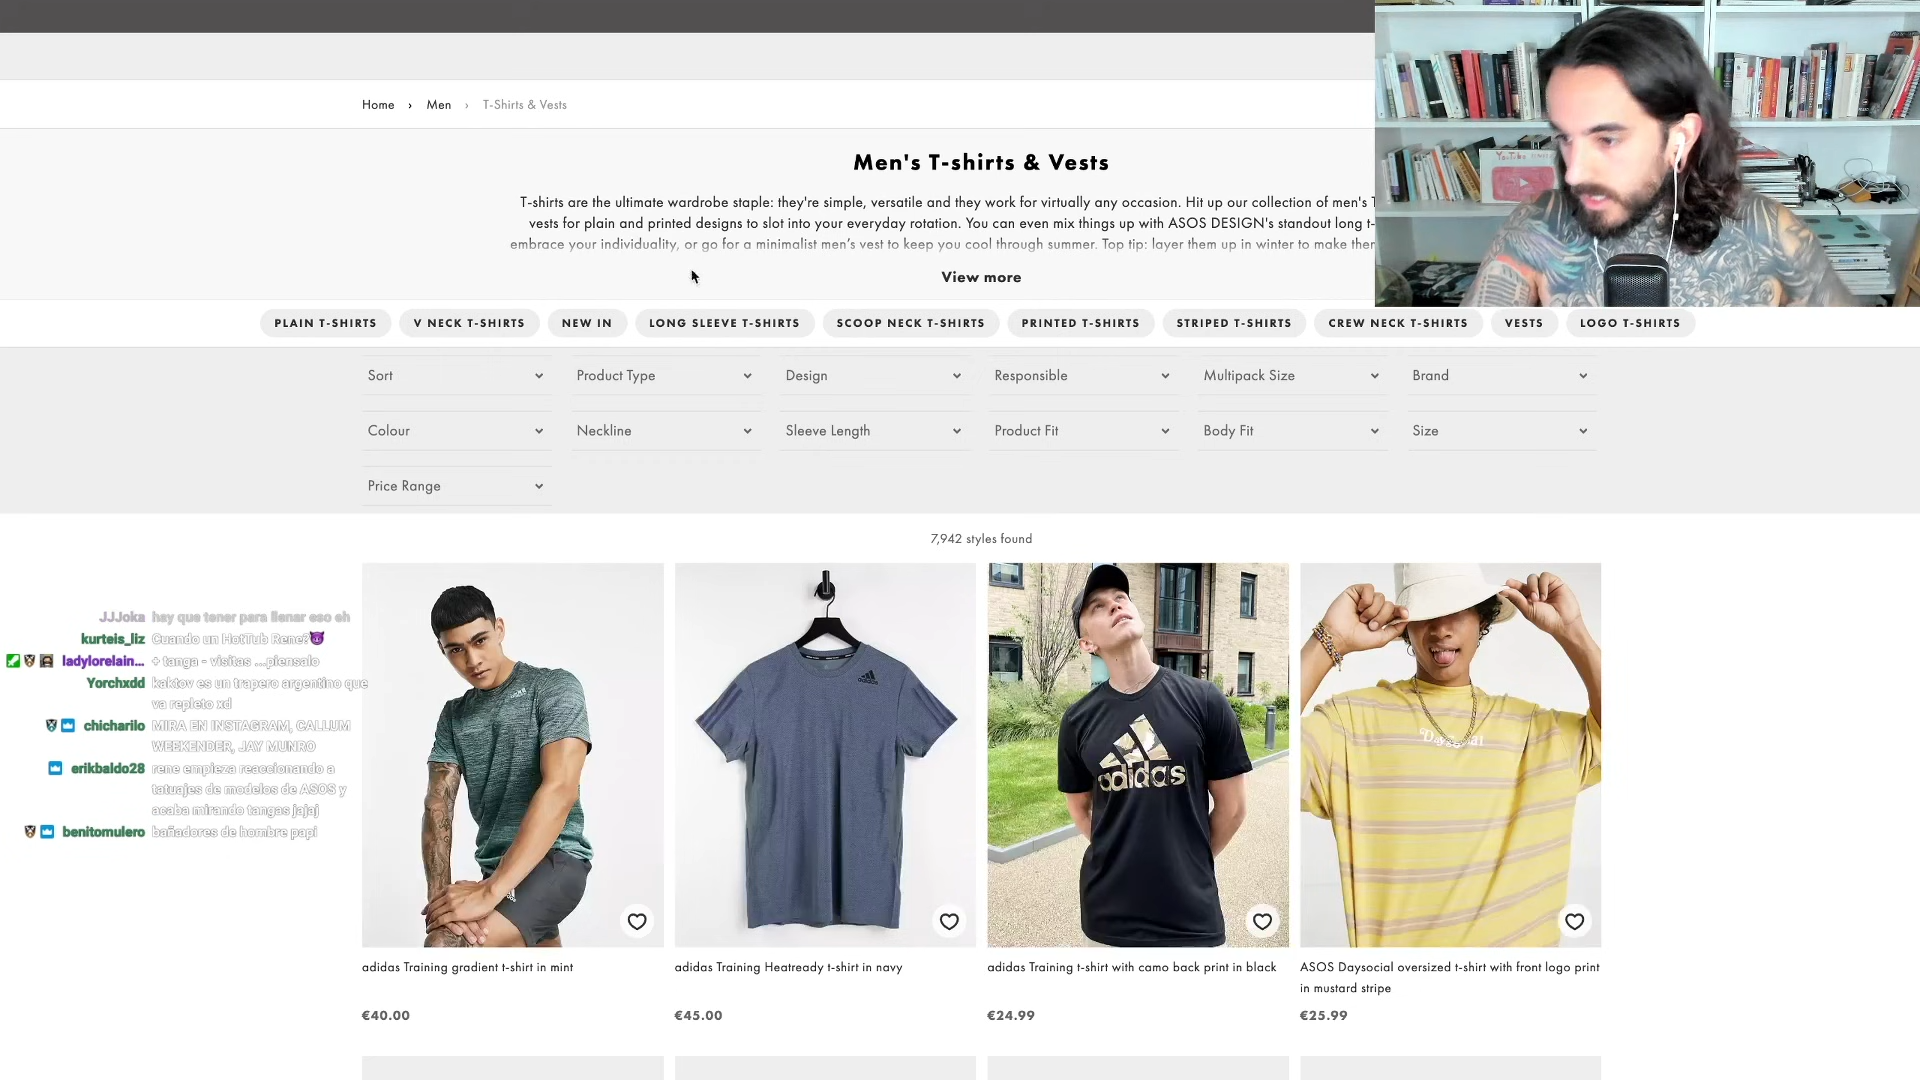 Home › Men › T-Shirts & Vests
Men's T-shirts & Vests
T-shirts are the ultimate wardrobe staple: they're simple, versatile and they work for virtually any occasion. Hit up our collection of men's
vests for plain and printed designs to slot into your everyday rotation. You can even mix things up with ASOS DESIGN's standout long t-
embrace your individuality, or go for a minimalist men's vest to keep you cool through summer. Top tip: layer them up in winter to make
View more
PLAIN T-SHIRTS V NECK T-SHIRTS NEW IN LONG SLEEVE T-SHIRTS SCOOP NECK T-SHIRTS PRINTED T-SHIRTS STRIPED T-SHIRTS CREW NECK T-SHIRTS VESTS LOGO T-SHIRTS
Sort Product Type Design Responsible Multipack Size Brand
Colour Neckline Sleeve Length Product Fit Body Fit Size
Price Range
7,942 styles found
JJJoka hay que tener para llenar eso eh
kurteis_liz Cuando un HotTub Rene?😈
ladylorelain... + tanga - visitas ...piensalo
Yorchxdd kaktov es un trapero argentino que
va repleto xd
chicharilo MIRA EN INSTAGRAM, CALLUM
WEEKENDER, JAY MUNRO
erikbaldo28 rene empieza reaccionando a
tatuajes de modelos de ASOS y
acaba mirando tangas jajaj
benitomulero bañadores de hombre papi
adidas
adidas
Daysocial
adidas Training gradient t-shirt in mint
€40.00
adidas Training Heatready t-shirt in navy
€45.00
adidas Training t-shirt with camo back print in black
€24.99
ASOS Daysocial oversized t-shirt with front logo print
in mustard stripe
€25.99